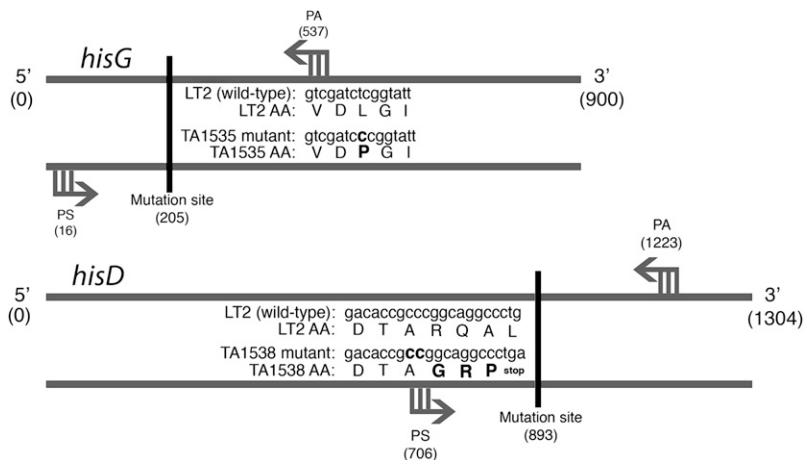 PA
(537)
hisG
5’
(0)
3’
(900)
LT2 (wild-type): gtcgatctcggtatt
LT2 AA: V D L G I
TA1535 mutant: gtcgatcccggtatt
TA1535 AA: V D P G I
PS
(16)
Mutation site
(205)
PA
(1223)
hisD
5’
(0)
3’
(1304)
LT2 (wild-type): gacaccgcccggcaggccctg
LT2 AA: D T A R Q A L
TA1538 mutant: gacaccgccggcaggccctga
TA1538 AA: D T A G R P stop
PS
(706)
Mutation site
(893)